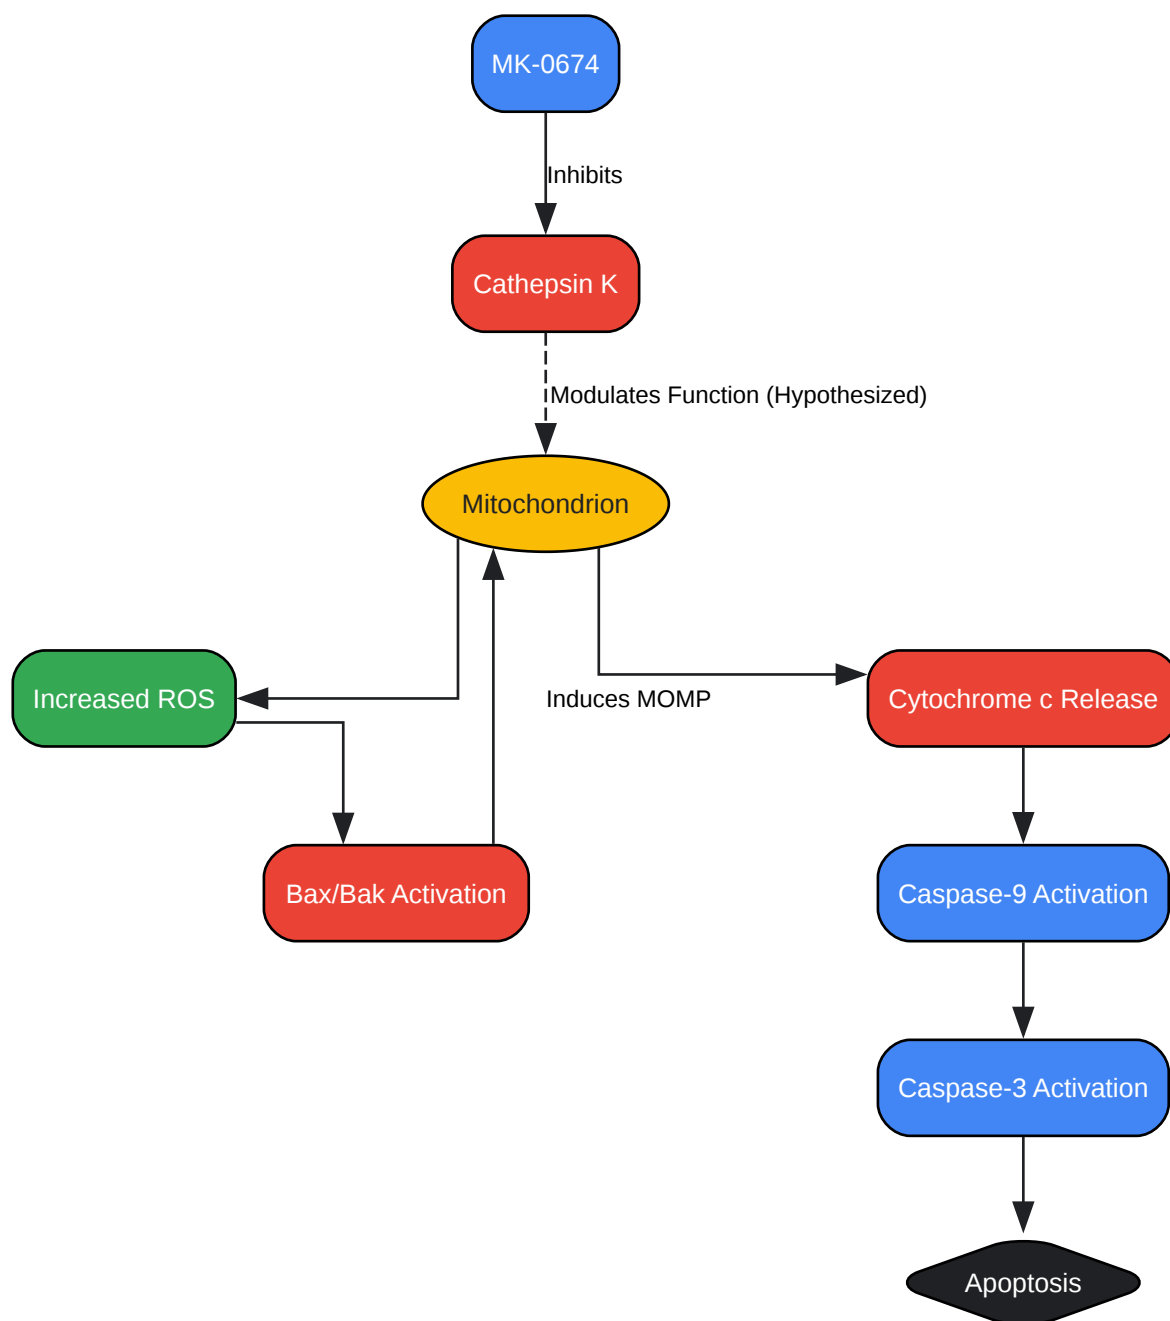 MK-0674
Inhibits
Cathepsin K
Modulates Function (Hypothesized)
Mitochondrion
Increased ROS
Induces MOMP
Cytochrome c Release
Bax/Bak Activation
Caspase-9 Activation
Caspase-3 Activation
Apoptosis